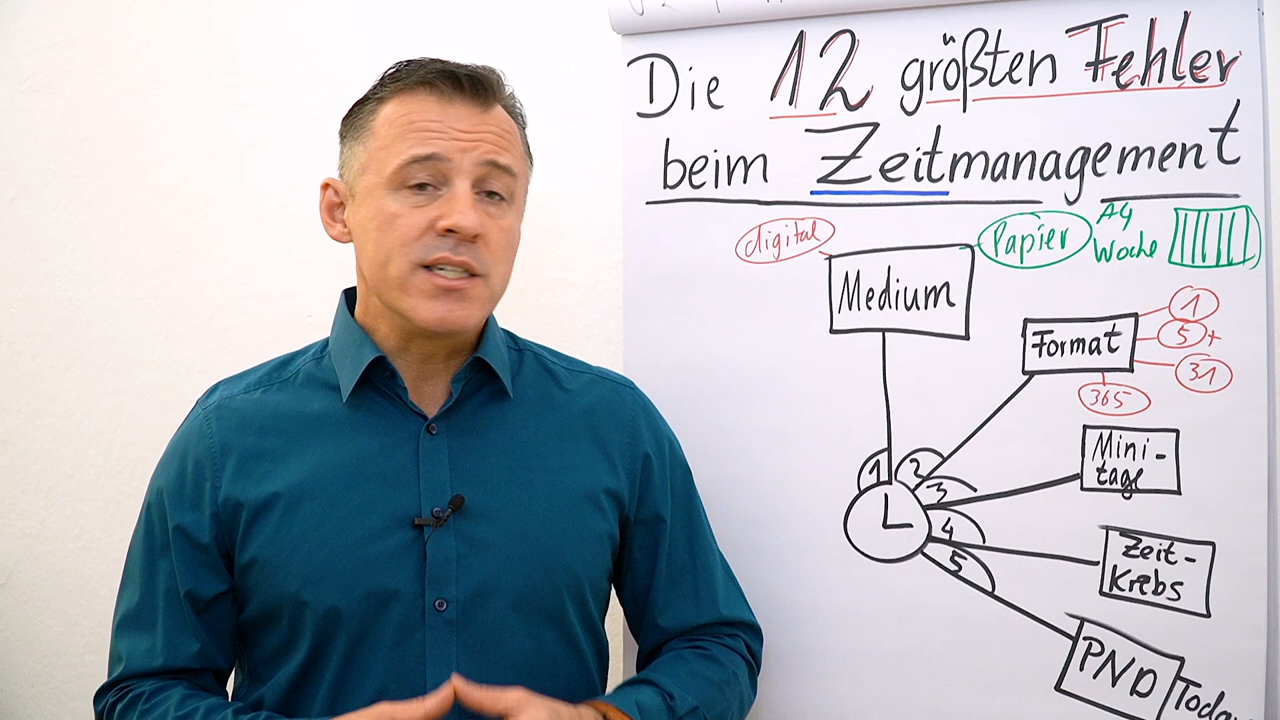 Die 12 größten Fehler
beim Zeitmanagement
digital
Papier
A4
Woche
Medium
Format
1
5+
31
365
Mini-
tage
Zeit-
Krebs
PND
1
2
3
4
5